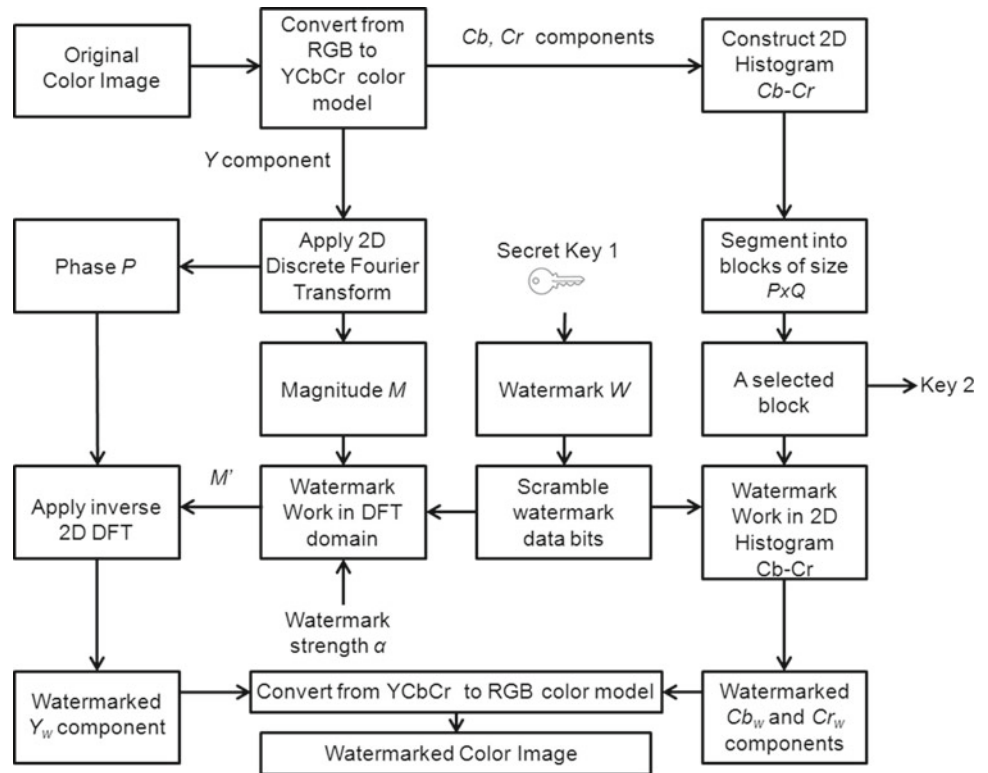 Original
Color Image
Convert from
RGB to
YCbCr color
model
Cb, Cr components
Construct 2D
Histogram
Cb-Cr
Y component
Phase P
Apply 2D
Discrete Fourier
Transform
Secret Key 1
Segment into
blocks of size
PxQ
Magnitude M
Watermark W
A selected
block
Key 2
Apply inverse
2D DFT
M'
Watermark
Work in DFT
domain
Scramble
watermark
data bits
Watermark
Work in 2D
Histogram
Cb-Cr
Watermark
strength α
Watermarked
Yw component
Convert from YCbCr to RGB color model
Watermarked
Cbw and Crw
components
Watermarked Color Image